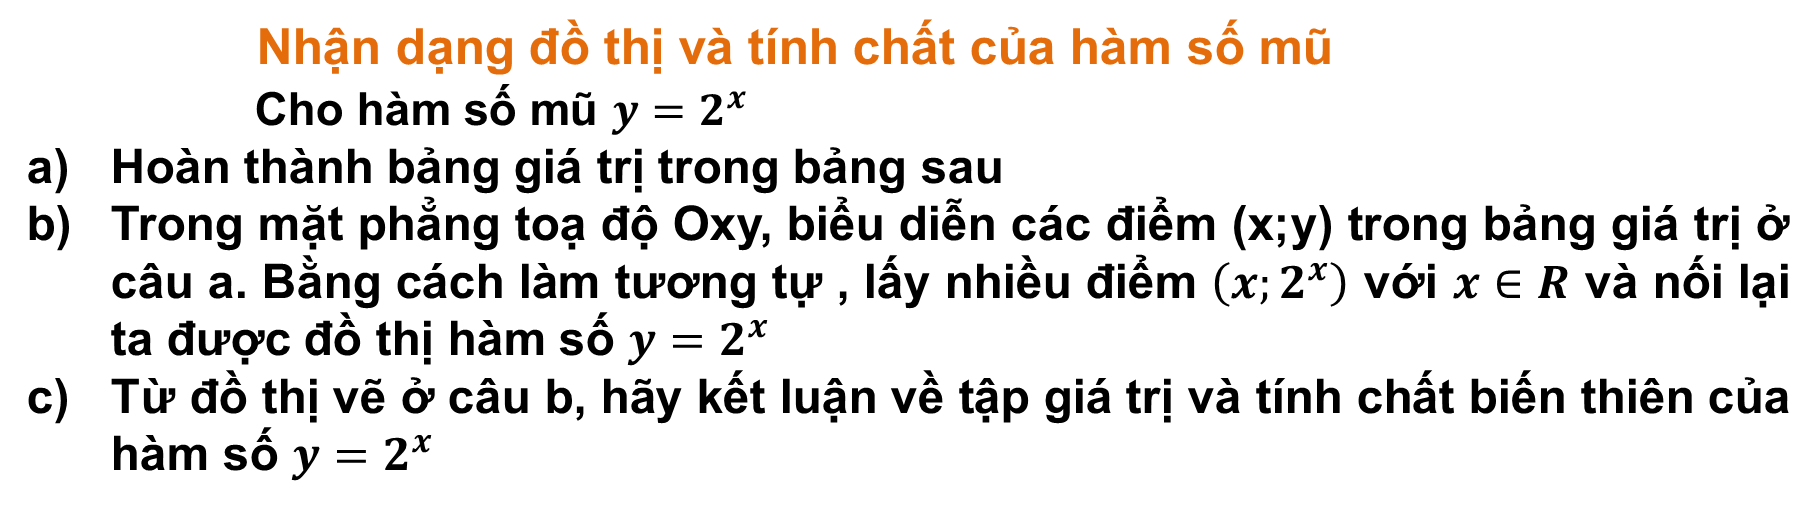 Nhận dạng đồ thị và tính chất của hàm số mũ
Cho hàm số mũ y = 2ˣ
a) Hoàn thành bảng giá trị trong bảng sau
b) Trong mặt phẳng toạ độ Oxy, biểu diễn các điểm (x;y) trong bảng giá trị ở
câu a. Bằng cách làm tương tự , lấy nhiều điểm (x; 2ˣ) với x ∈ R và nối lại
ta được đồ thị hàm số y = 2ˣ
c) Từ đồ thị vẽ ở câu b, hãy kết luận về tập giá trị và tính chất biến thiên của
hàm số y = 2ˣ